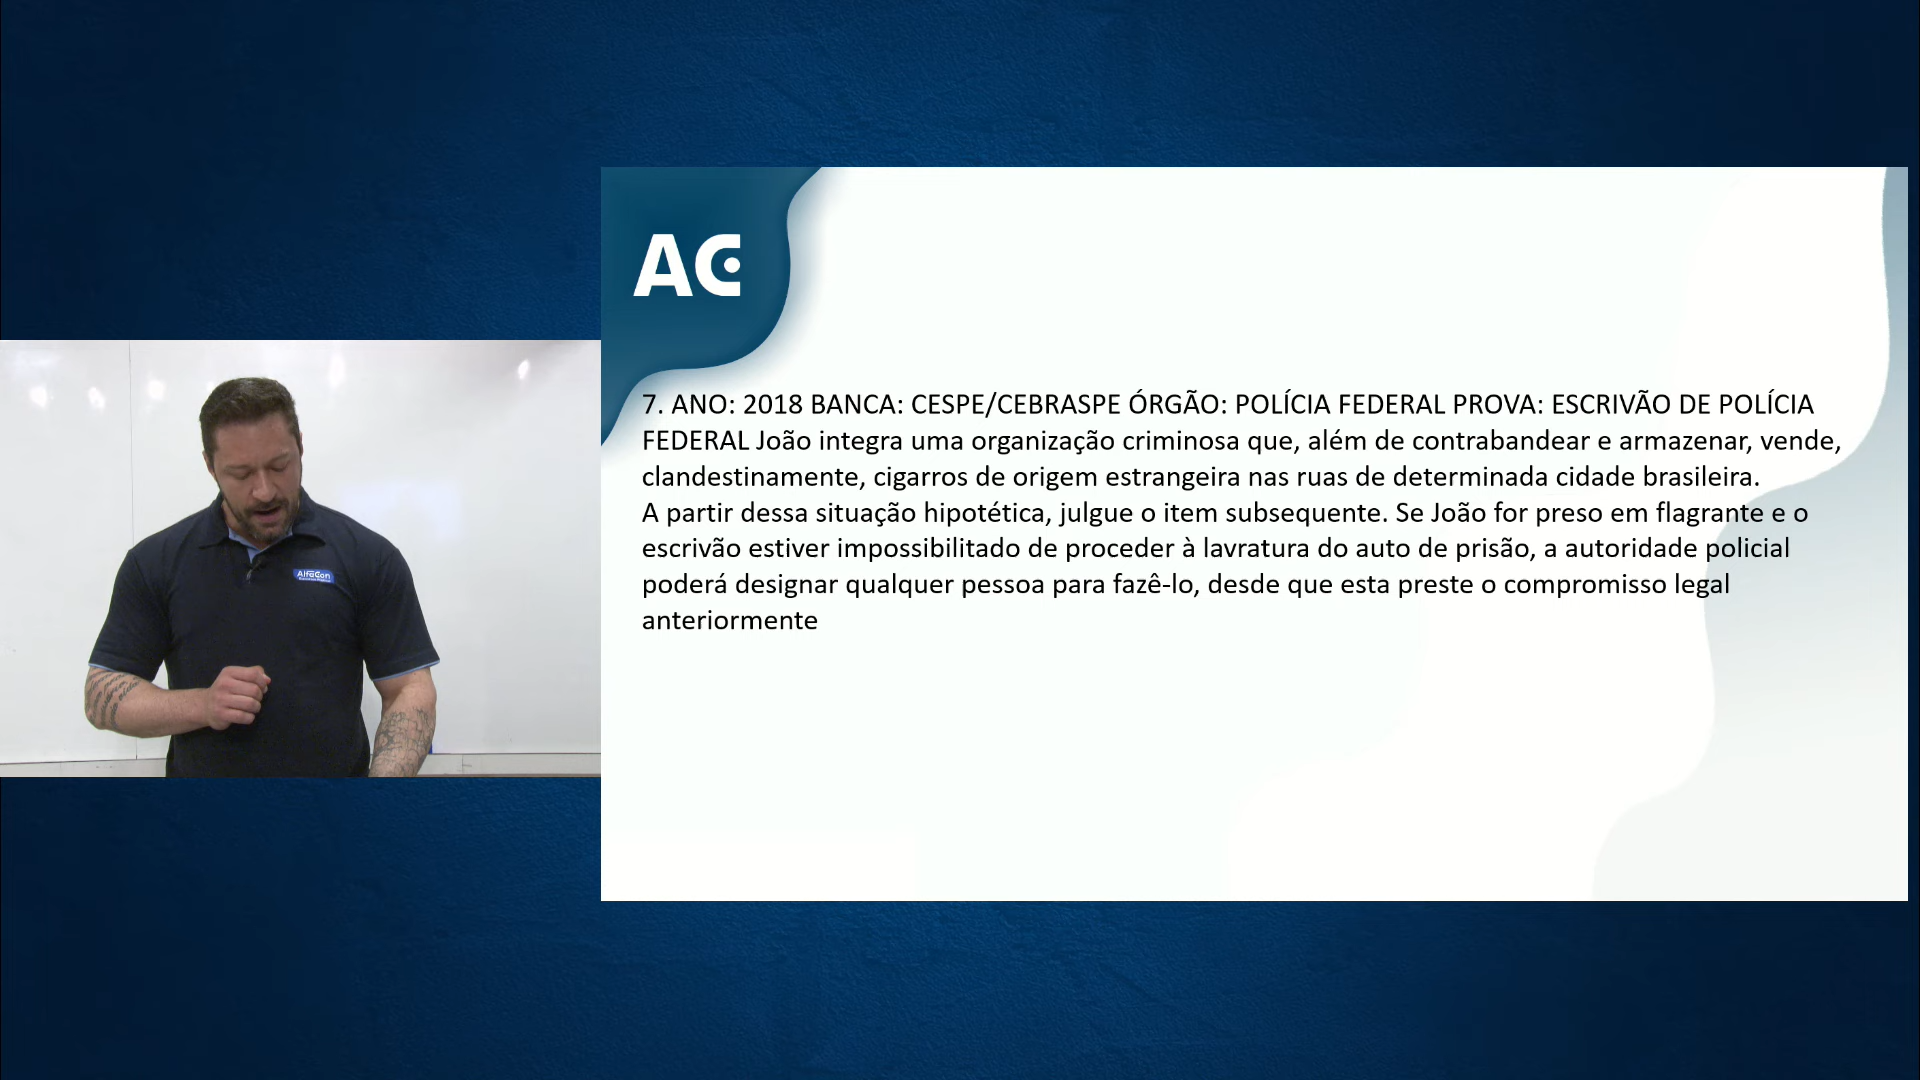 AC
7. ANO: 2018 BANCA: CESPE/CEBRASPE ÓRGÃO: POLÍCIA FEDERAL PROVA: ESCRIVÃO DE POLÍCIA
FEDERAL João integra uma organização criminosa que, além de contrabandear e armazenar, vende,
clandestinamente, cigarros de origem estrangeira nas ruas de determinada cidade brasileira.
A partir dessa situação hipotética, julgue o item subsequente. Se João for preso em flagrante e o
escrivão estiver impossibilitado de proceder à lavratura do auto de prisão, a autoridade policial
poderá designar qualquer pessoa para fazê-lo, desde que esta preste o compromisso legal
anteriormente
AlfaCon